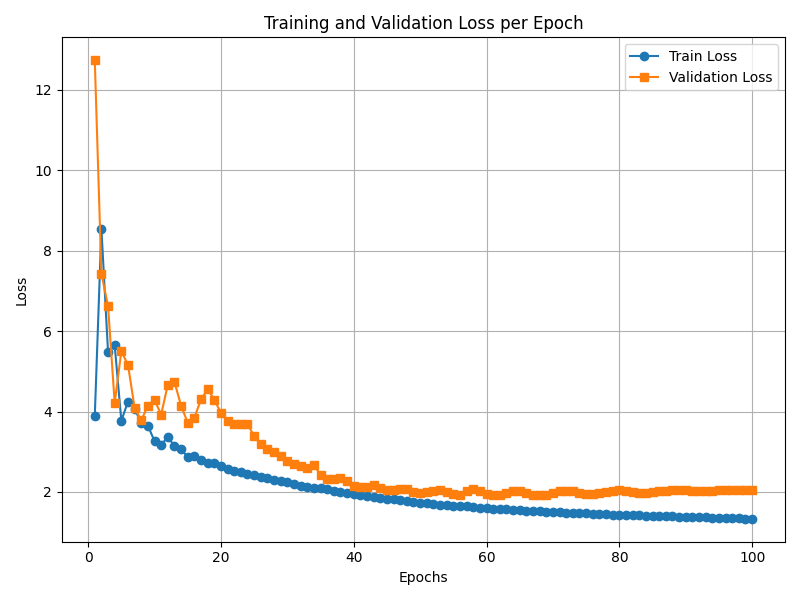 Training and Validation Loss per Epoch
Train Loss
Validation Loss
12
10
8
6
4
2
Loss
0 20 40 60 80 100
Epochs